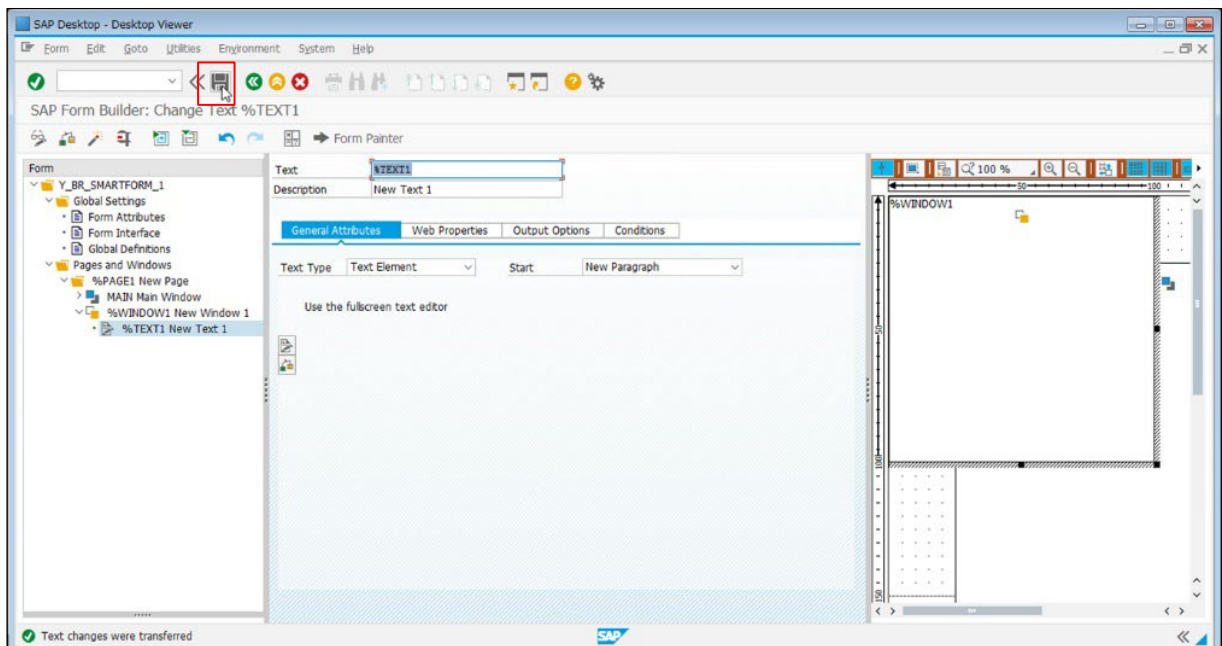 SAP Desktop - Desktop Viewer
Form Edit Goto Utilities Environment System Help
SAP Form Builder: Change Text %TEXT1
Form Painter
Form
Y_BR_SMARTFORM_1
Global Settings
Form Attributes
Form Interface
Global Definitions
Pages and Windows
%PAGE1 New Page
MAIN Main Window
%WINDOW1 New Window 1
%TEXT1 New Text 1
Text %TEXT1
Description New Text 1
General Attributes Web Properties Output Options Conditions
Text Type Text Element Start New Paragraph
Use the fullscreen text editor
100 %
50 100
%WINDOW1
50
100
150
Text changes were transferred
SAP